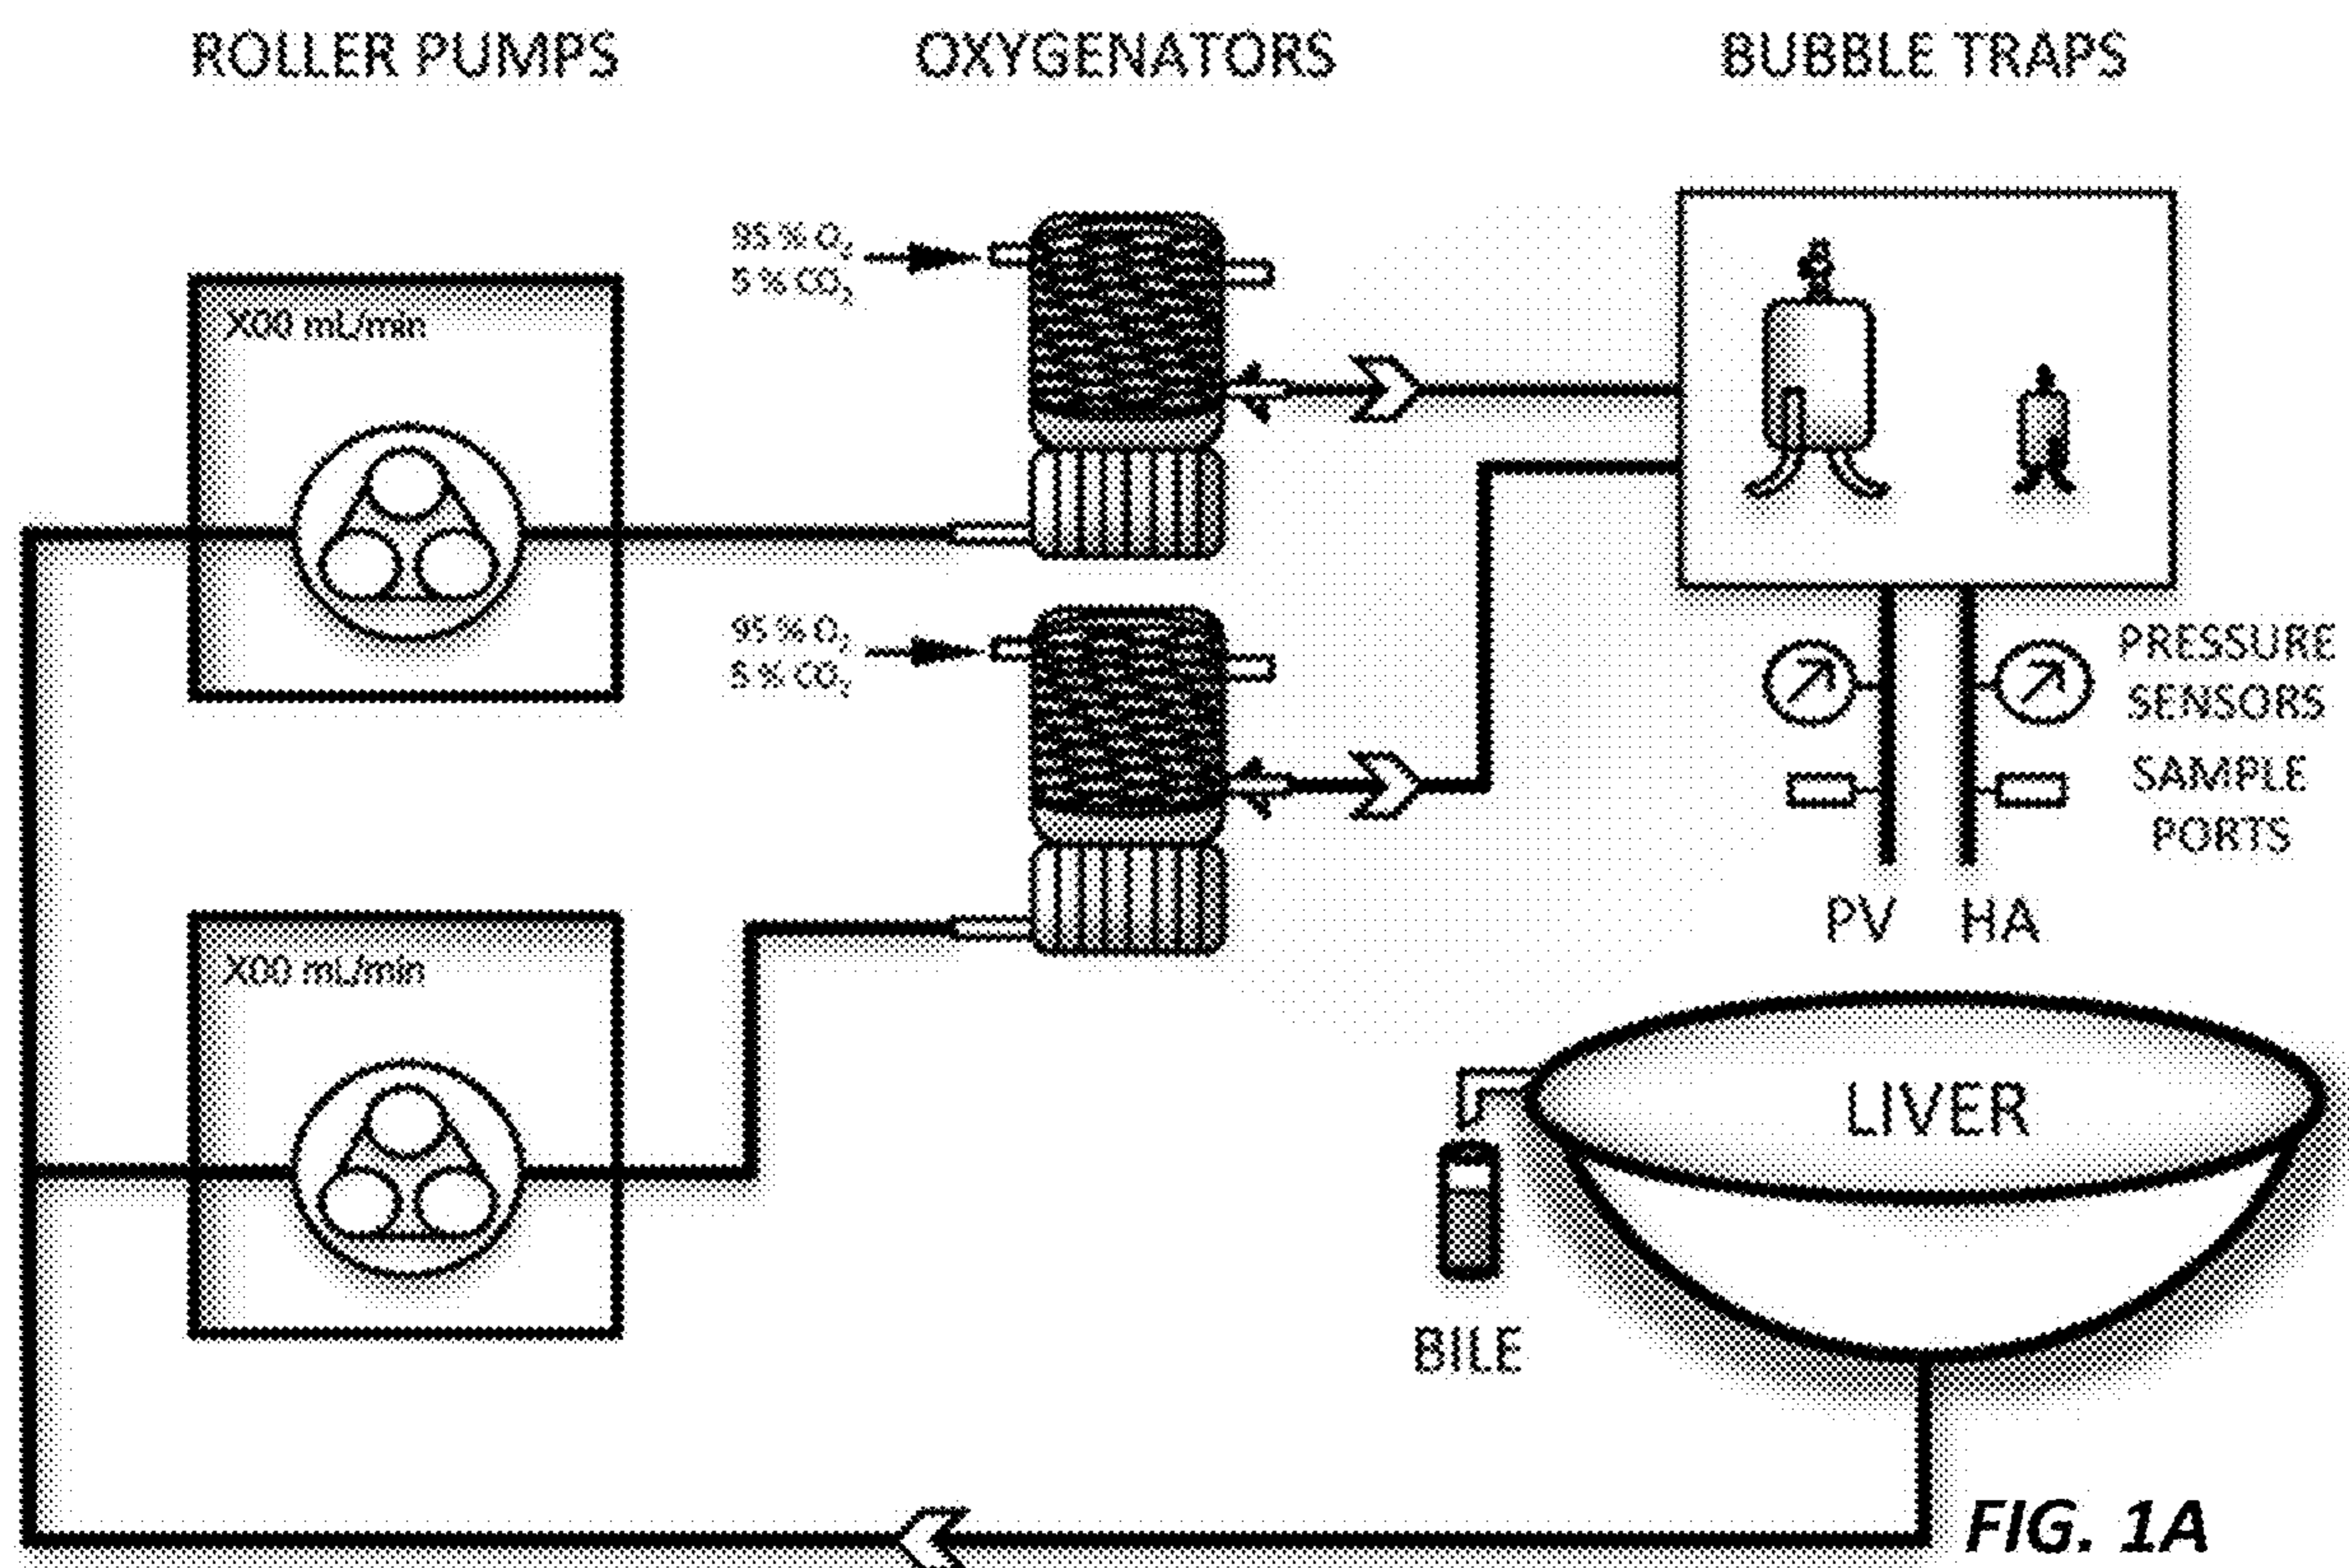 ROLLER PUMPS
OXYGENATORS
BUBBLE TRAPS
95 % O₂
5 % CO₂
X00 mL/min
95 % O₂
5 % CO₂
PRESSURE
SENSORS
SAMPLE
PORTS
PV
HA
X00 mL/min
LIVER
BILE
FIG. 1A